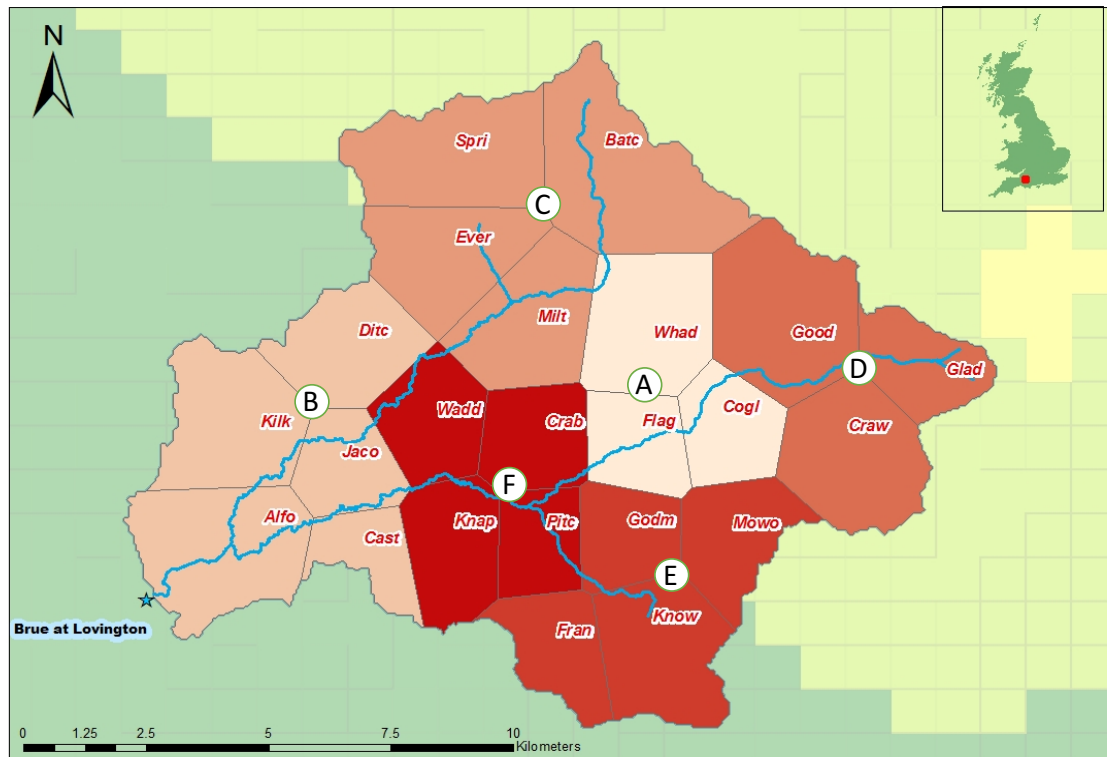 N
Spri
Batc
C
Ever
Milt
Whad
Good
Ditc
D
Glad
A
B
Kilk
Wadd
Crab
Flag
Cogl
Craw
Jaco
F
Alfo
Cast
Knap
Pitc
Godm
Mowo
E
Know
Fran
Brue at Lovington
0 1.25 2.5 5 7.5 10
Kilometers